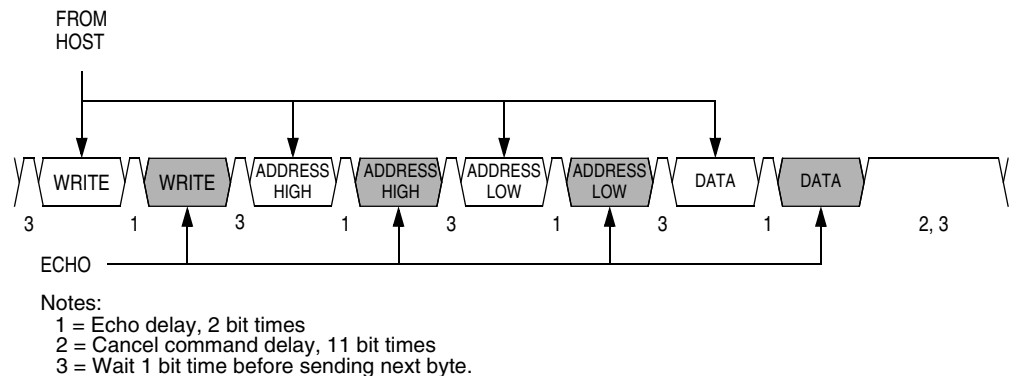 FROM
HOST
WRITE
WRITE
ADDRESS
HIGH
ADDRESS
HIGH
ADDRESS
LOW
ADDRESS
LOW
DATA
DATA
3
1
3
1
3
1
3
1
2, 3
ECHO
Notes:
1 = Echo delay, 2 bit times
2 = Cancel command delay, 11 bit times
3 = Wait 1 bit time before sending next byte.